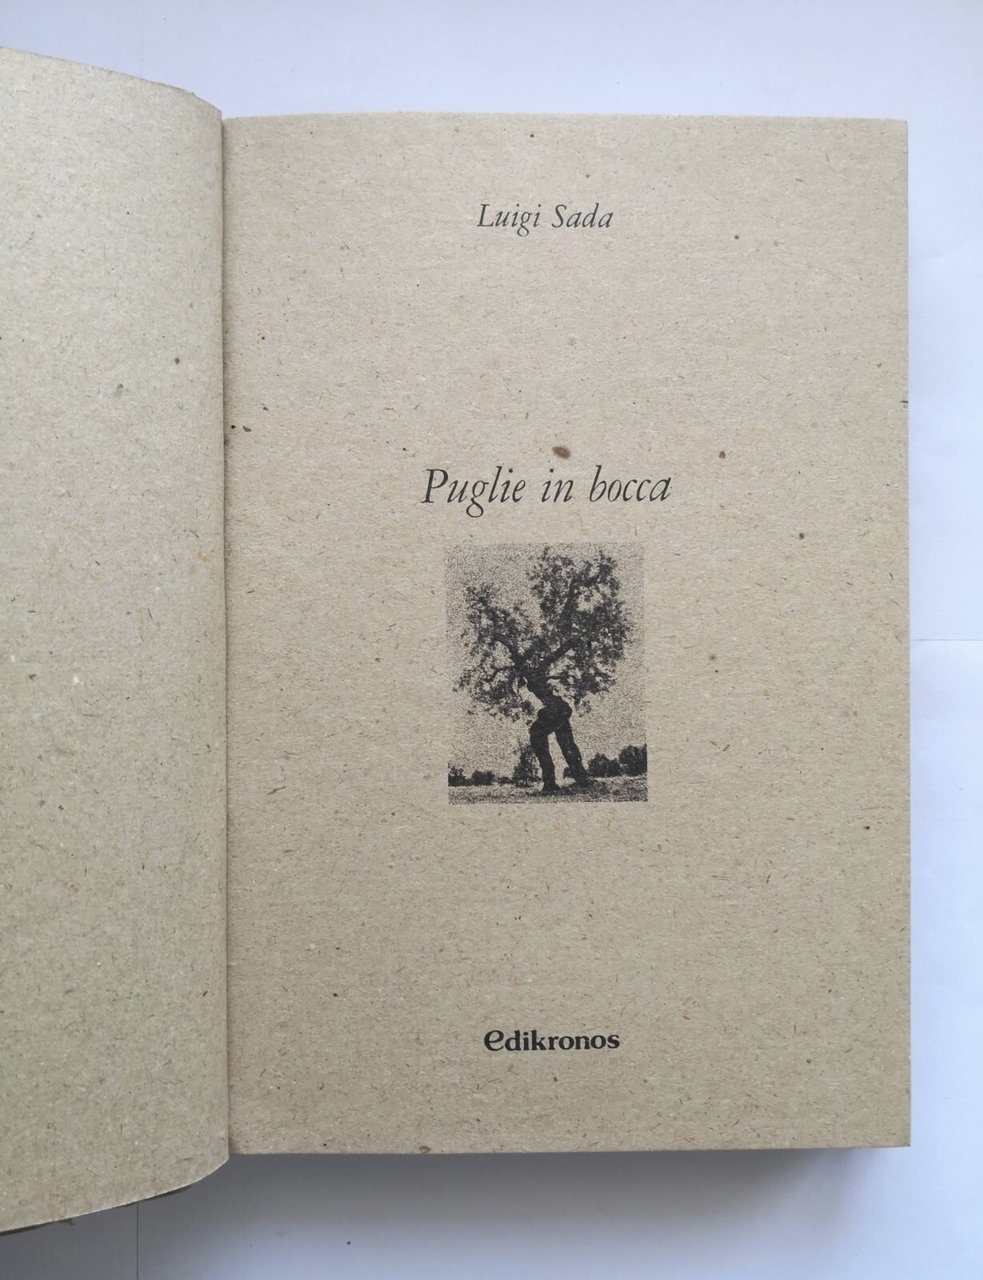 Luigi Sada
Puglie in bocca
edikronos